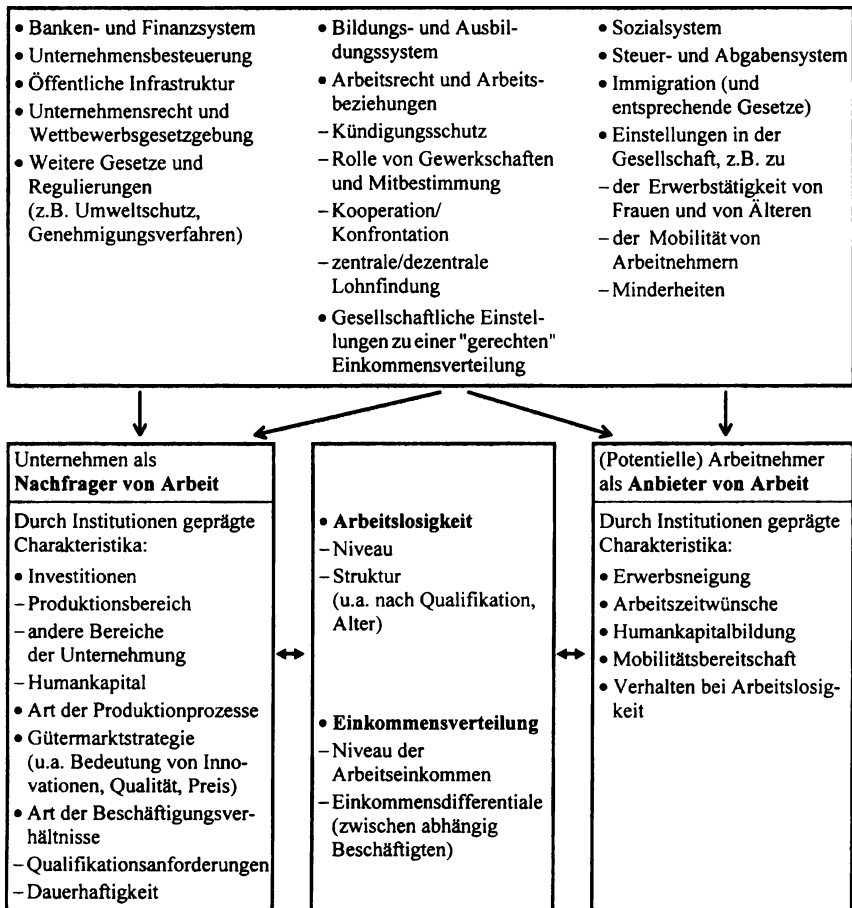 • Banken- und Finanzsystem
• Unternehmensbesteuerung
• Öffentliche Infrastruktur
• Unternehmensrecht und
Wettbewerbsgesetzgebung
• Weitere Gesetze und
Regulierungen
(z.B. Umweltschutz,
Genehmigungsverfahren)
• Bildungs- und Ausbil-
dungssystem
• Arbeitsrecht und Arbeits-
beziehungen
– Kündigungsschutz
– Rolle von Gewerkschaften
und Mitbestimmung
– Kooperation/
Konfrontation
– zentrale/dezentrale
Lohnfindung
• Gesellschaftliche Einstel-
lungen zu einer "gerechten"
Einkommensverteilung
• Sozialsystem
• Steuer- und Abgabensystem
• Immigration (und
entsprechende Gesetze)
• Einstellungen in der
Gesellschaft, z.B. zu
– der Erwerbstätigkeit von
Frauen und von Älteren
– der Mobilität von
Arbeitnehmern
– Minderheiten
Unternehmen als
Nachfrager von Arbeit
Durch Institutionen geprägte
Charakteristika:
• Investitionen
– Produktionsbereich
– andere Bereiche
der Unternehmung
– Humankapital
• Art der Produktionprozesse
• Gütermarktstrategie
(u.a. Bedeutung von Inno-
vationen, Qualität, Preis)
• Art der Beschäftigungsver-
hältnisse
– Qualifikationsanforderungen
– Dauerhaftigkeit
• Arbeitslosigkeit
– Niveau
– Struktur
(u.a. nach Qualifikation,
Alter)
• Einkommensverteilung
– Niveau der
Arbeitseinkommen
– Einkommensdifferentiale
(zwischen abhängig
Beschäftigten)
(Potentielle) Arbeitnehmer
als Anbieter von Arbeit
Durch Institutionen geprägte
Charakteristika:
• Erwerbsneigung
• Arbeitszeitwünsche
• Humankapitalbildung
• Mobilitätsbereitschaft
• Verhalten bei Arbeitslosig-
keit